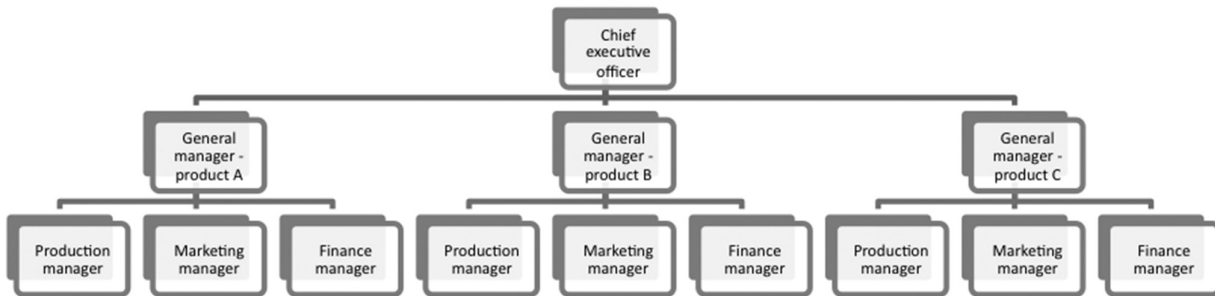 Chief
executive
officer
General
manager -
product A
General
manager -
product B
General
manager -
product C
Production
manager
Marketing
manager
Finance
manager
Production
manager
Marketing
manager
Finance
manager
Production
manager
Marketing
manager
Finance
manager